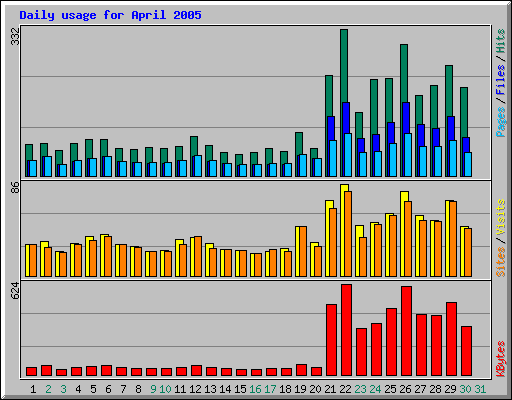 Daily usage for April 2005
332
Pages / Files / Hits
86
Sites / Visits
624
KBytes
1 2 3 4 5 6 7 8 9 10 11 12 13 14 15 16 17 18 19 20 21 22 23 24 25 26 27 28 29 30 31